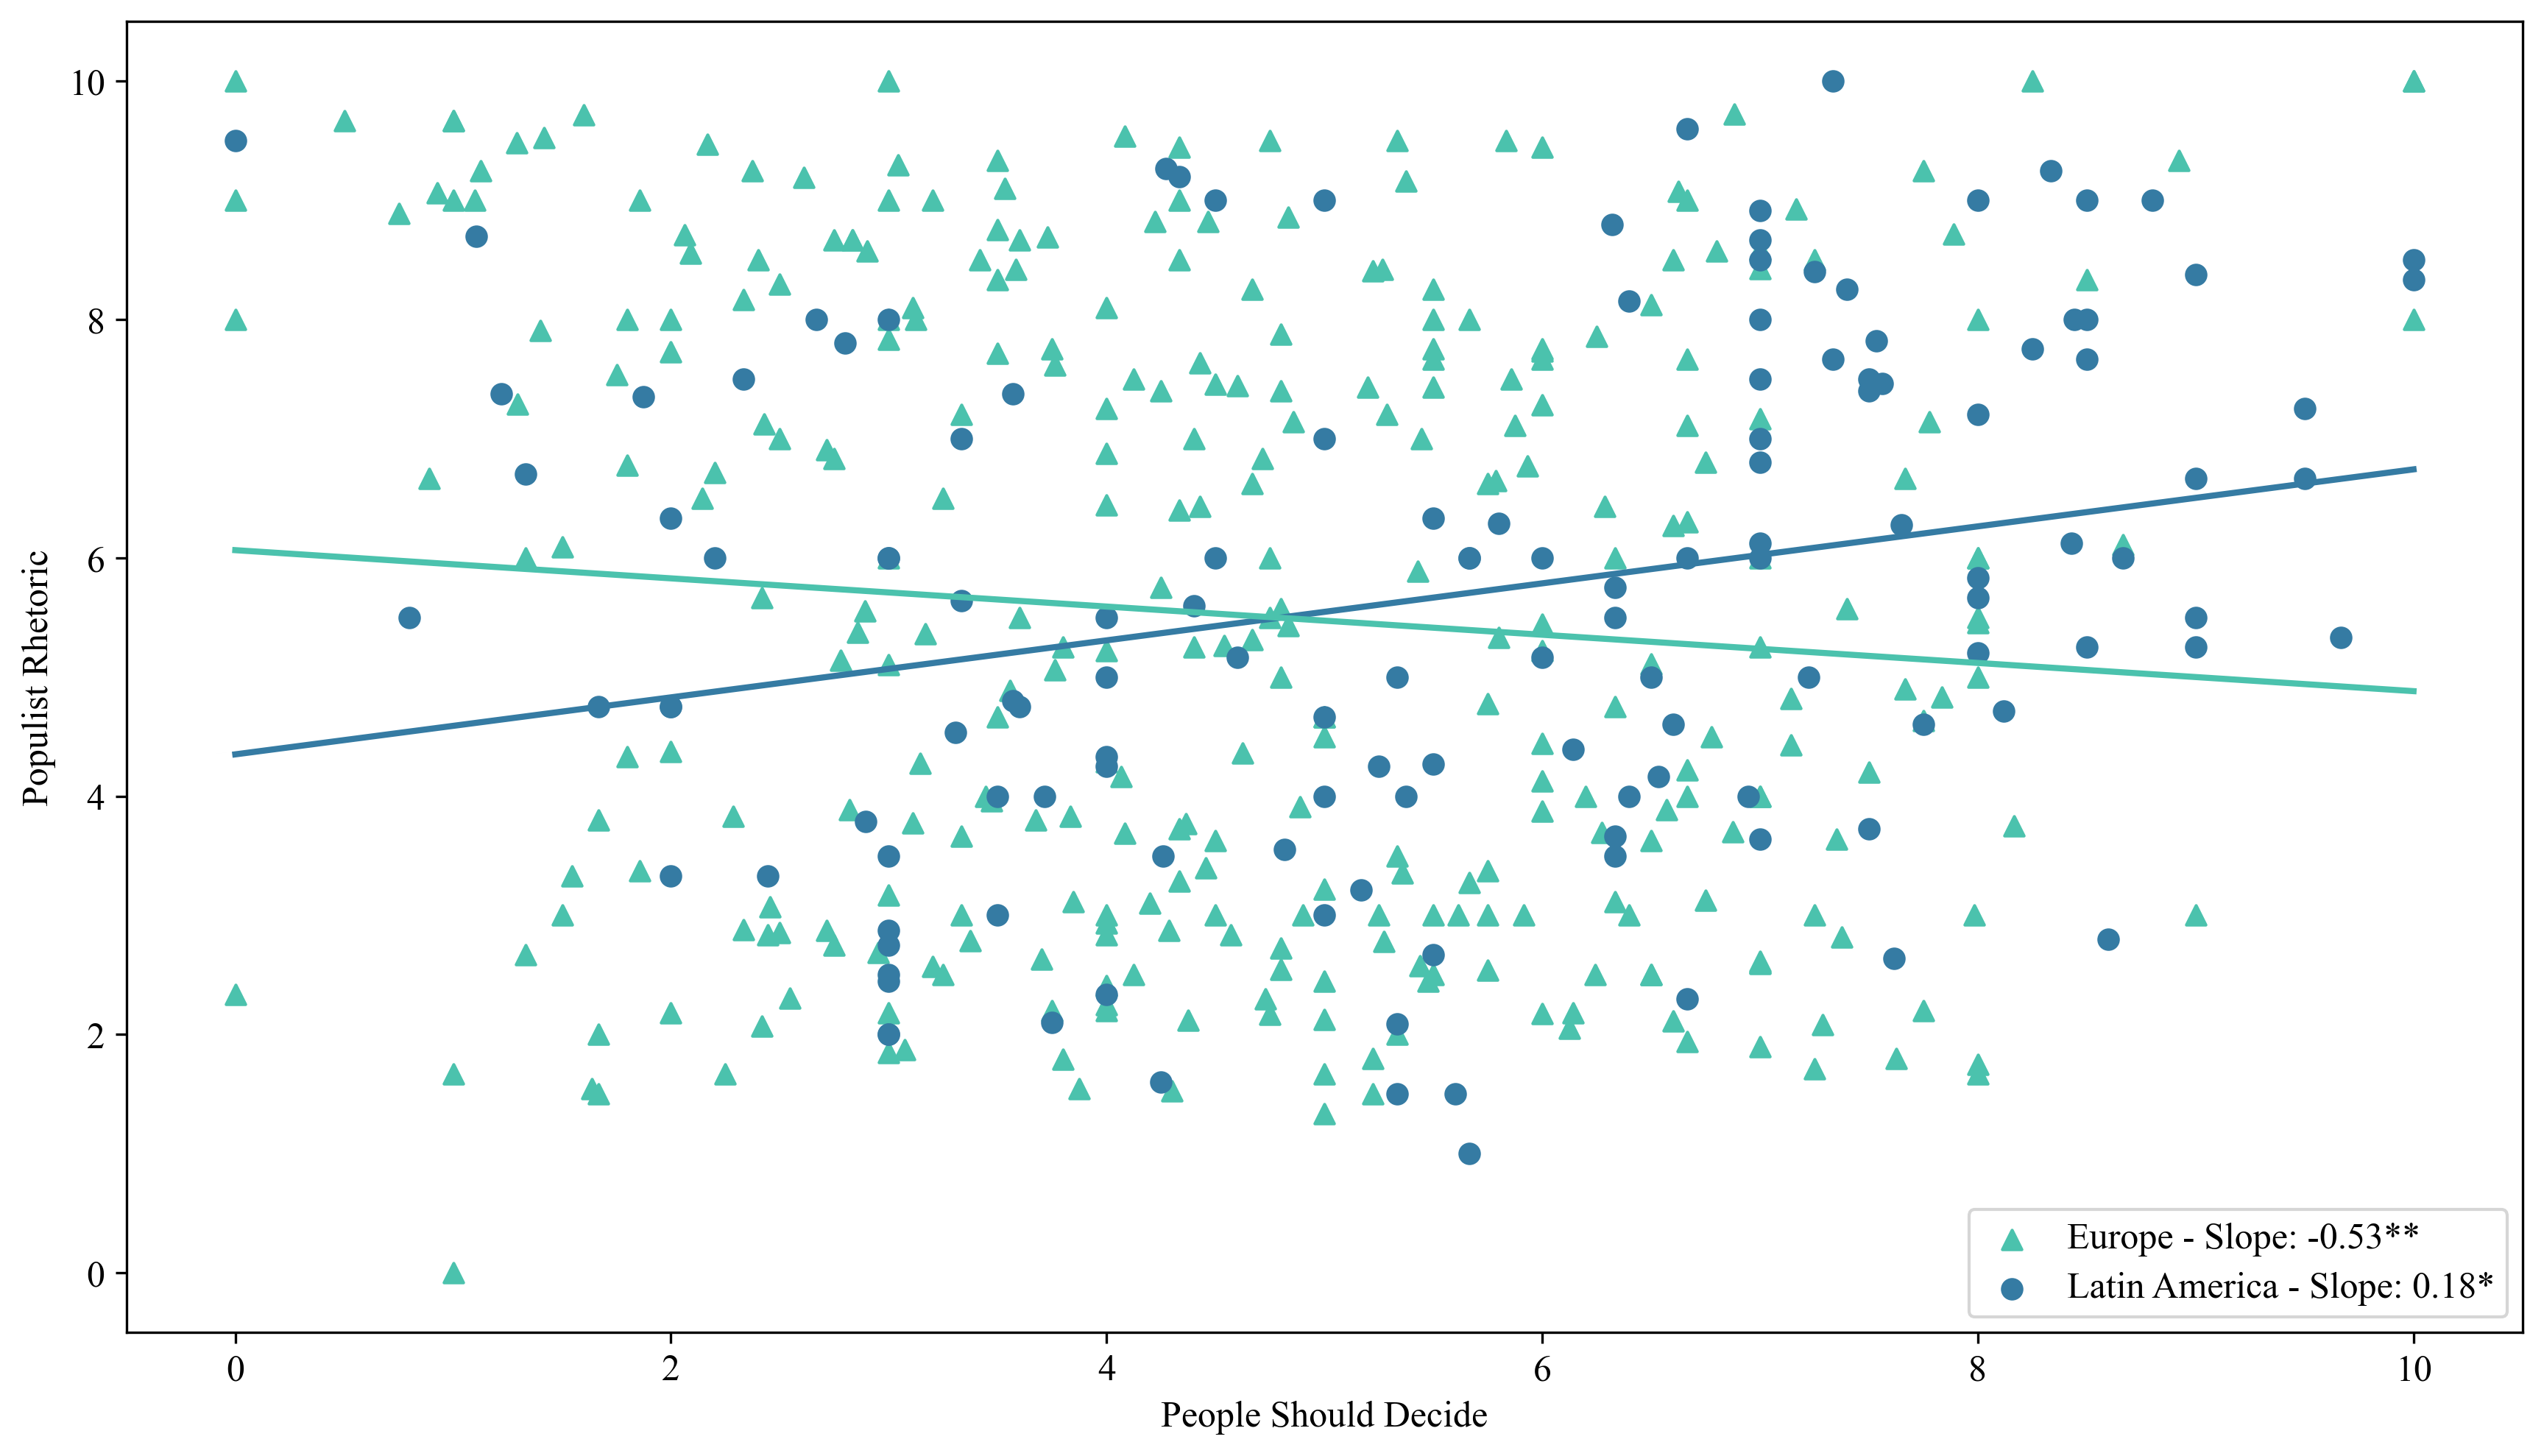 10
8
6
4
2
0
Populist Rhetoric
Europe - Slope: -0.53**
Latin America - Slope: 0.18*
0 2 4 6 8 10
People Should Decide